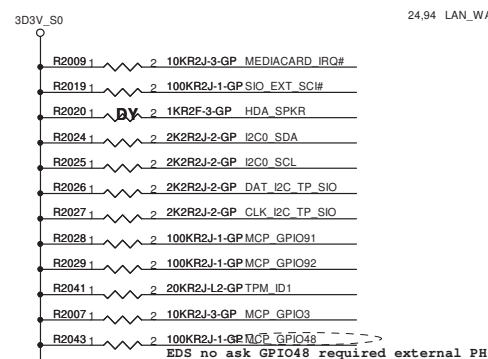 24,94 LAN_WA
3D3V_S0
R2009 1 2 10KR2J-3-GP MEDIACARD_IRQ#
R2019 1 2 100KR2J-1-GP SIO_EXT_SCI#
R2020 1 DY 2 1KR2F-3-GP HDA_SPKR
R2024 1 2 2K2R2J-2-GP I2C0_SDA
R2025 1 2 2K2R2J-2-GP I2C0_SCL
R2026 1 2 2K2R2J-2-GP DAT_I2C_TP_SIO
R2027 1 2 2K2R2J-2-GP CLK_I2C_TP_SIO
R2028 1 2 100KR2J-1-GP MCP_GPIO91
R2029 1 2 100KR2J-1-GP MCP_GPIO92
R2041 1 2 20KR2J-L2-GP TPM_ID1
R2007 1 2 10KR2J-3-GP MCP_GPIO3
R2043 1 2 100KR2J-1-GP MCP_GPIO48
EDS no ask GPIO48 required external PH